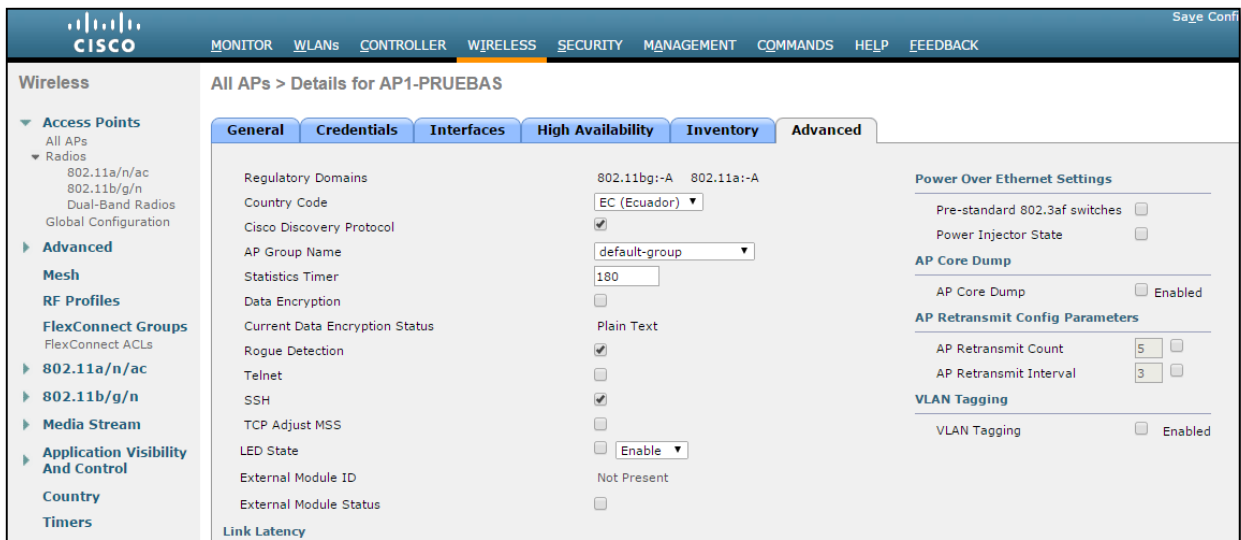 Save Confi
CISCO
MONITOR WLANs CONTROLLER WIRELESS SECURITY MANAGEMENT COMMANDS HELP FEEDBACK
Wireless
Access Points
All APs
Radios
802.11a/n/ac
802.11b/g/n
Dual-Band Radios
Global Configuration
Advanced
Mesh
RF Profiles
FlexConnect Groups
FlexConnect ACLs
802.11a/n/ac
802.11b/g/n
Media Stream
Application Visibility
And Control
Country
Timers
All APs > Details for AP1-PRUEBAS
General Credentials Interfaces High Availability Inventory Advanced
Regulatory Domains 802.11bg:-A 802.11a:-A
Country Code EC (Ecuador)
Cisco Discovery Protocol
AP Group Name default-group
Statistics Timer 180
Data Encryption
Current Data Encryption Status Plain Text
Rogue Detection
Telnet
SSH
TCP Adjust MSS
LED State Enable
External Module ID Not Present
External Module Status
Link Latency
Power Over Ethernet Settings
Pre-standard 802.3af switches
Power Injector State
AP Core Dump
AP Core Dump Enabled
AP Retransmit Config Parameters
AP Retransmit Count 5
AP Retransmit Interval 3
VLAN Tagging
VLAN Tagging Enabled